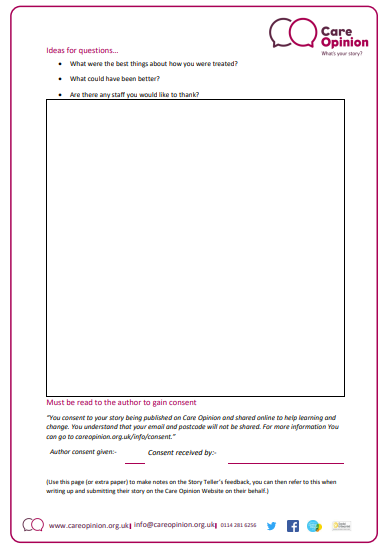 Care
Opinion
What's your story?
Ideas for questions...
• What were the best things about how you were treated?
• What could have been better?
• Are there any staff you would like to thank?
Must be read to the author to gain consent
"You consent to your story being published on Care Opinion and shared online to help learning and
change. You understand that your email and postcode will not be shared. For more information You
can go to careopinion.org.uk/info/consent."
Author consent given:- Consent received by:-
(Use this page (or extra paper) to make notes on the Story Teller's feedback, you can then refer to this when
writing up and submitting their story on the Care Opinion Website on their behalf.)
www.careopinion.org.uk| info@careopinion.org.uk| 0114 281 6256